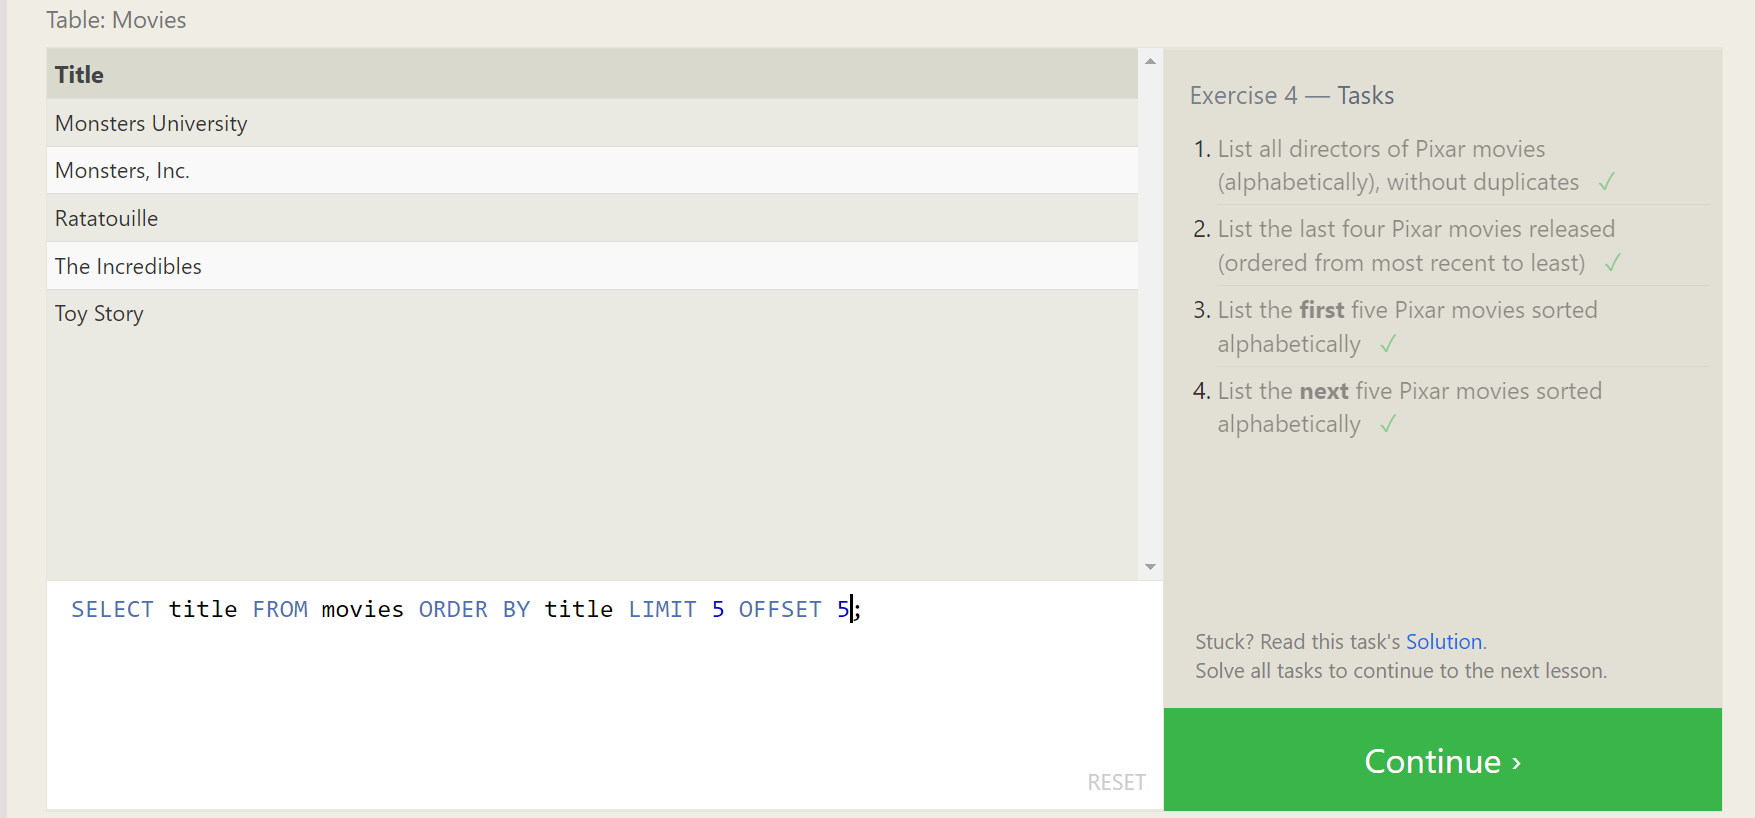 Table: Movies
Title
Monsters University
Monsters, Inc.
Ratatouille
The Incredibles
Toy Story
SELECT title FROM movies ORDER BY title LIMIT 5 OFFSET 5;
RESET
Exercise 4 — Tasks
1. List all directors of Pixar movies
(alphabetically), without duplicates ✓
2. List the last four Pixar movies released
(ordered from most recent to least) ✓
3. List the first five Pixar movies sorted
alphabetically ✓
4. List the next five Pixar movies sorted
alphabetically ✓
Stuck? Read this task's Solution.
Solve all tasks to continue to the next lesson.
Continue ›